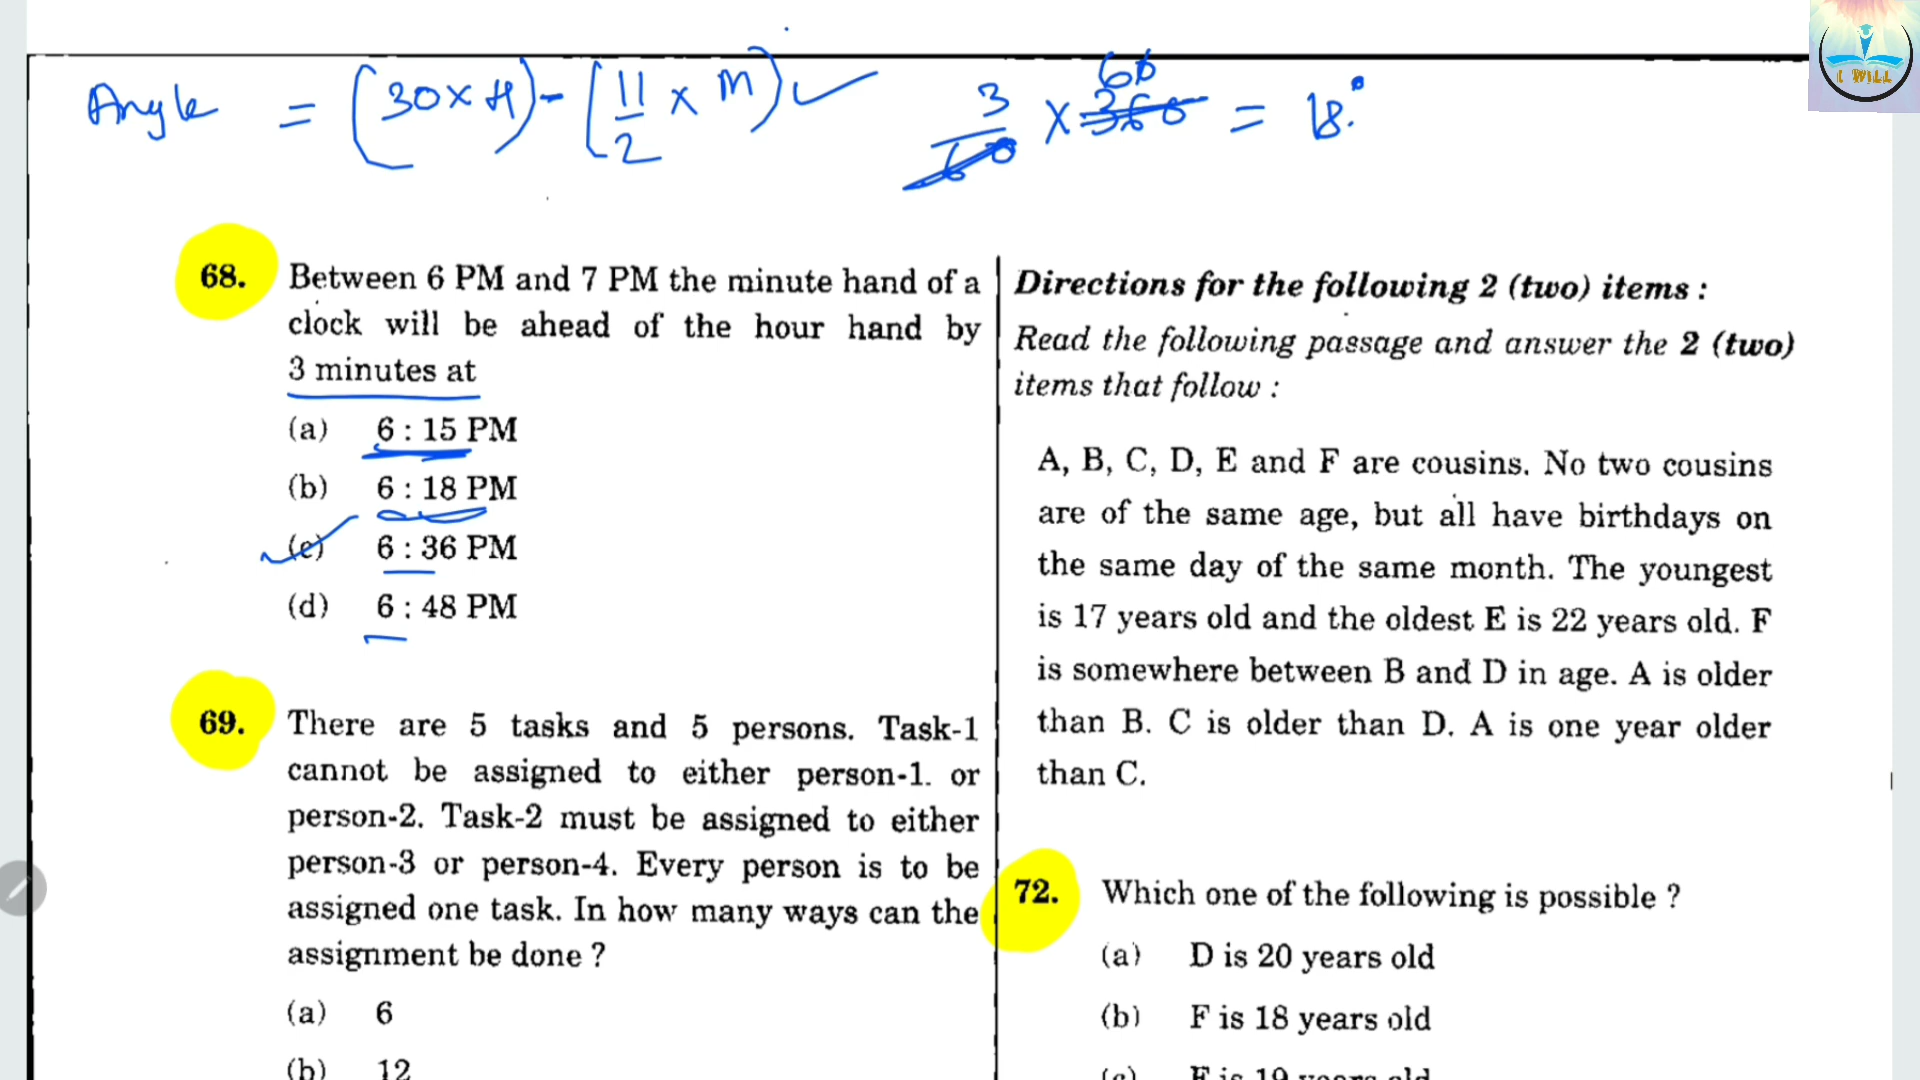 Angle = (30 × H) - (11/2 × M)
3/60 × 360 = 18°
60
I WILL
68. Between 6 PM and 7 PM the minute hand of a
clock will be ahead of the hour hand by
3 minutes at
(a) 6 : 15 PM
(b) 6 : 18 PM
(c) 6 : 36 PM
(d) 6 : 48 PM
69. There are 5 tasks and 5 persons. Task-1
cannot be assigned to either person-1. or
person-2. Task-2 must be assigned to either
person-3 or person-4. Every person is to be
assigned one task. In how many ways can the
assignment be done ?
(a) 6
(b) 12
Directions for the following 2 (two) items :
Read the following passage and answer the 2 (two)
items that follow :
A, B, C, D, E and F are cousins. No two cousins
are of the same age, but all have birthdays on
the same day of the same month. The youngest
is 17 years old and the oldest E is 22 years old. F
is somewhere between B and D in age. A is older
than B. C is older than D. A is one year older
than C.
72. Which one of the following is possible ?
(a) D is 20 years old
(b) F is 18 years old
(c) F is 19 years old